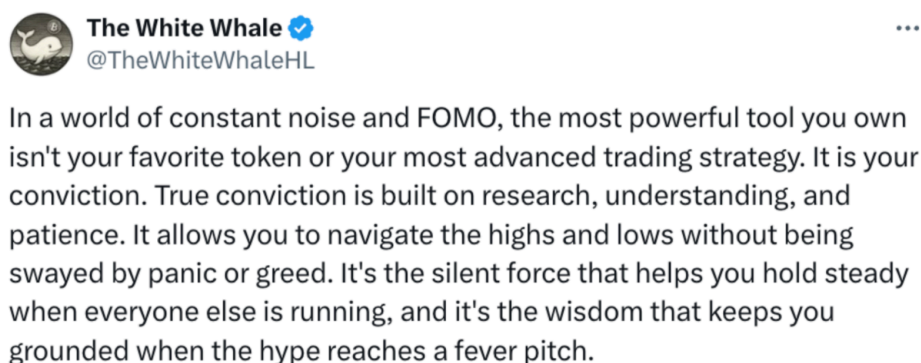 The White Whale
@TheWhiteWhaleHL
In a world of constant noise and FOMO, the most powerful tool you own
isn't your favorite token or your most advanced trading strategy. It is your
conviction. True conviction is built on research, understanding, and
patience. It allows you to navigate the highs and lows without being
swayed by panic or greed. It's the silent force that helps you hold steady
when everyone else is running, and it's the wisdom that keeps you
grounded when the hype reaches a fever pitch.